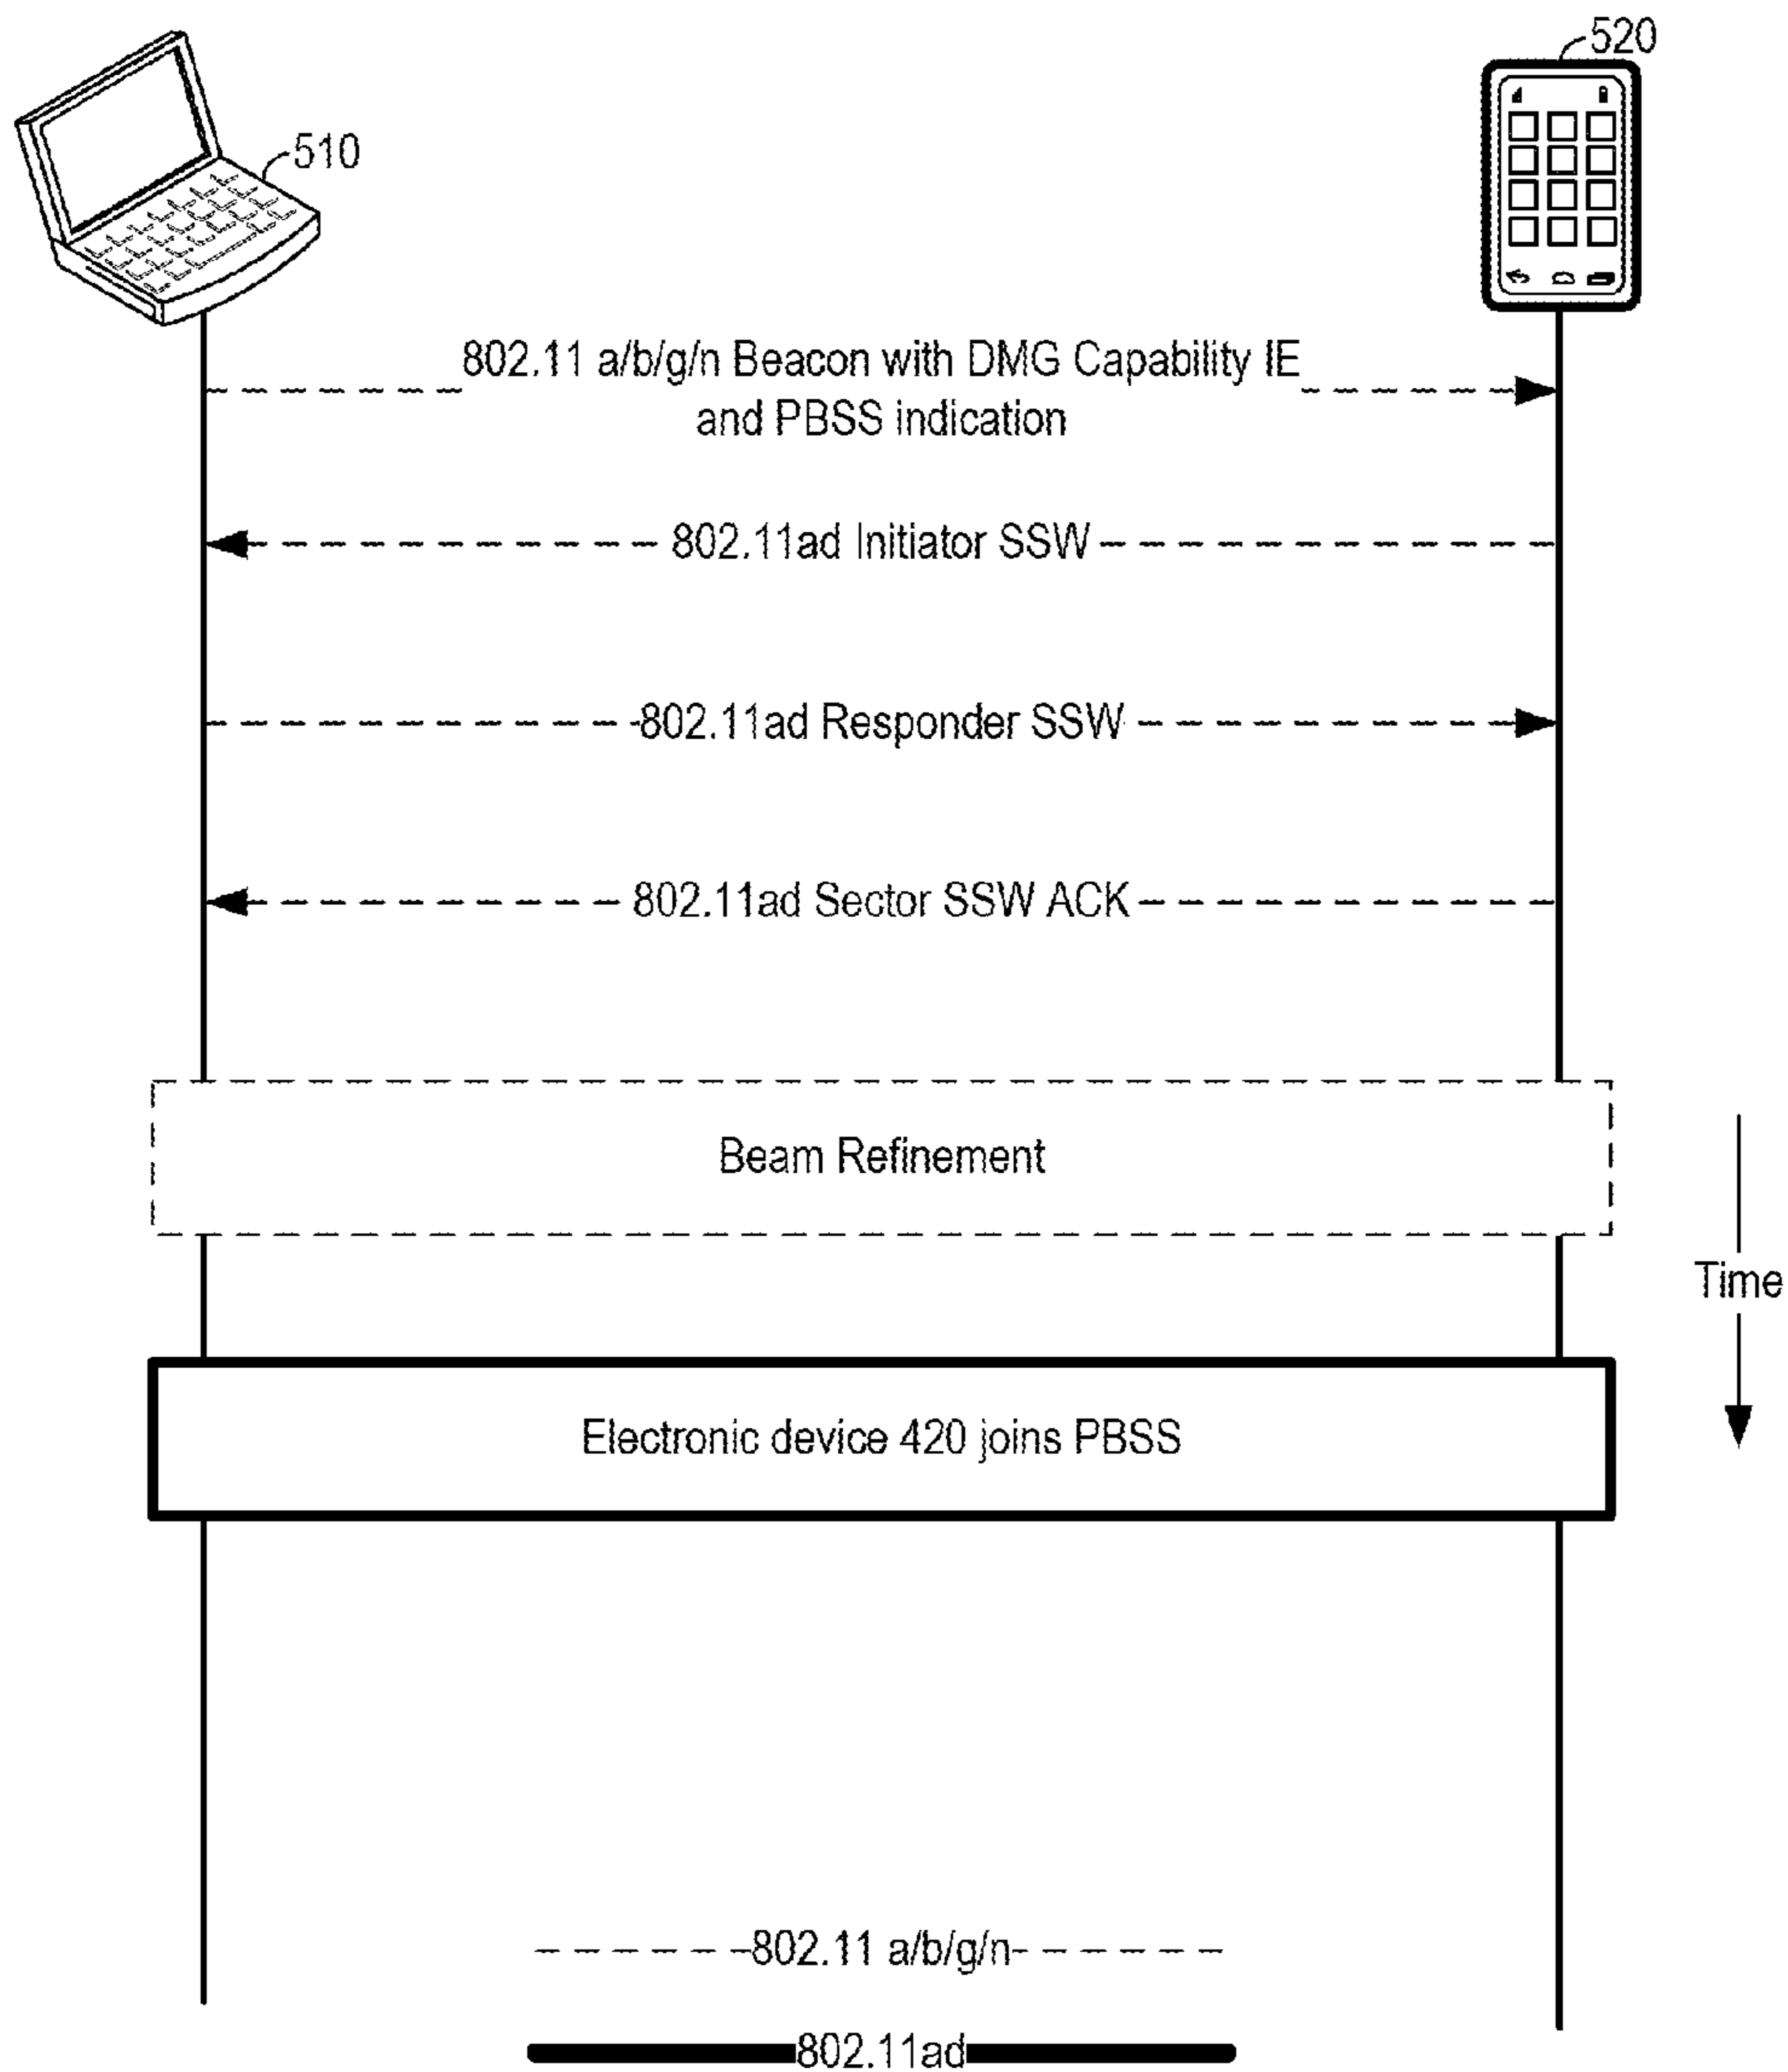 520
510
802.11 a/b/g/n Beacon with DMG Capability IE
and PBSS indication
802.11ad Initiator SSW
802.11ad Responder SSW
802.11ad Sector SSW ACK
Beam Refinement
Time
Electronic device 420 joins PBSS
802.11 a/b/g/n
802.11ad